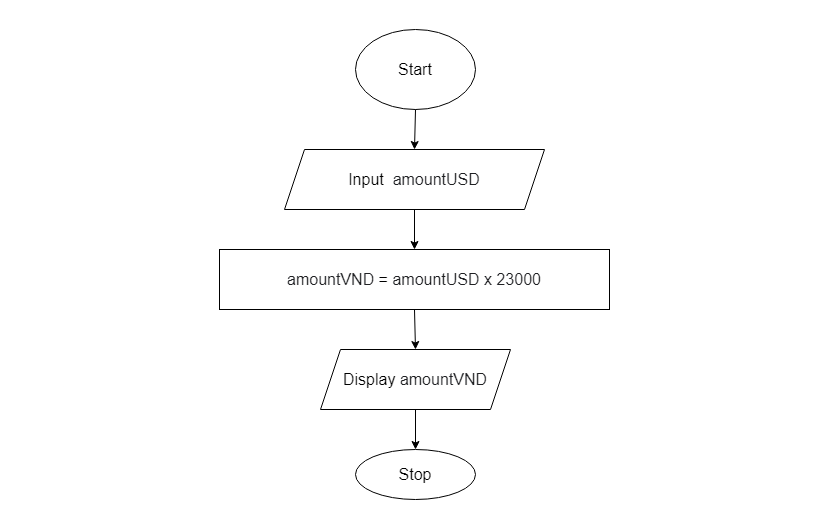 Start
Input  amountUSD
amountVND = amountUSD x 23000
Display amountVND
Stop